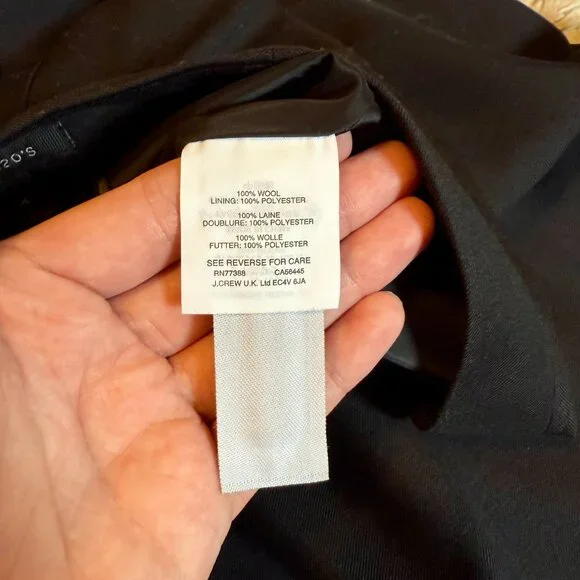 120'S
100% WOOL
LINING: 100% POLYESTER
100% LAINE
DOUBLURE: 100% POLYESTER
100% WOLLE
FUTTER: 100% POLYESTER
SEE REVERSE FOR CARE
RN77388 CA56445
J.CREW U.K. Ltd EC4V 6JA